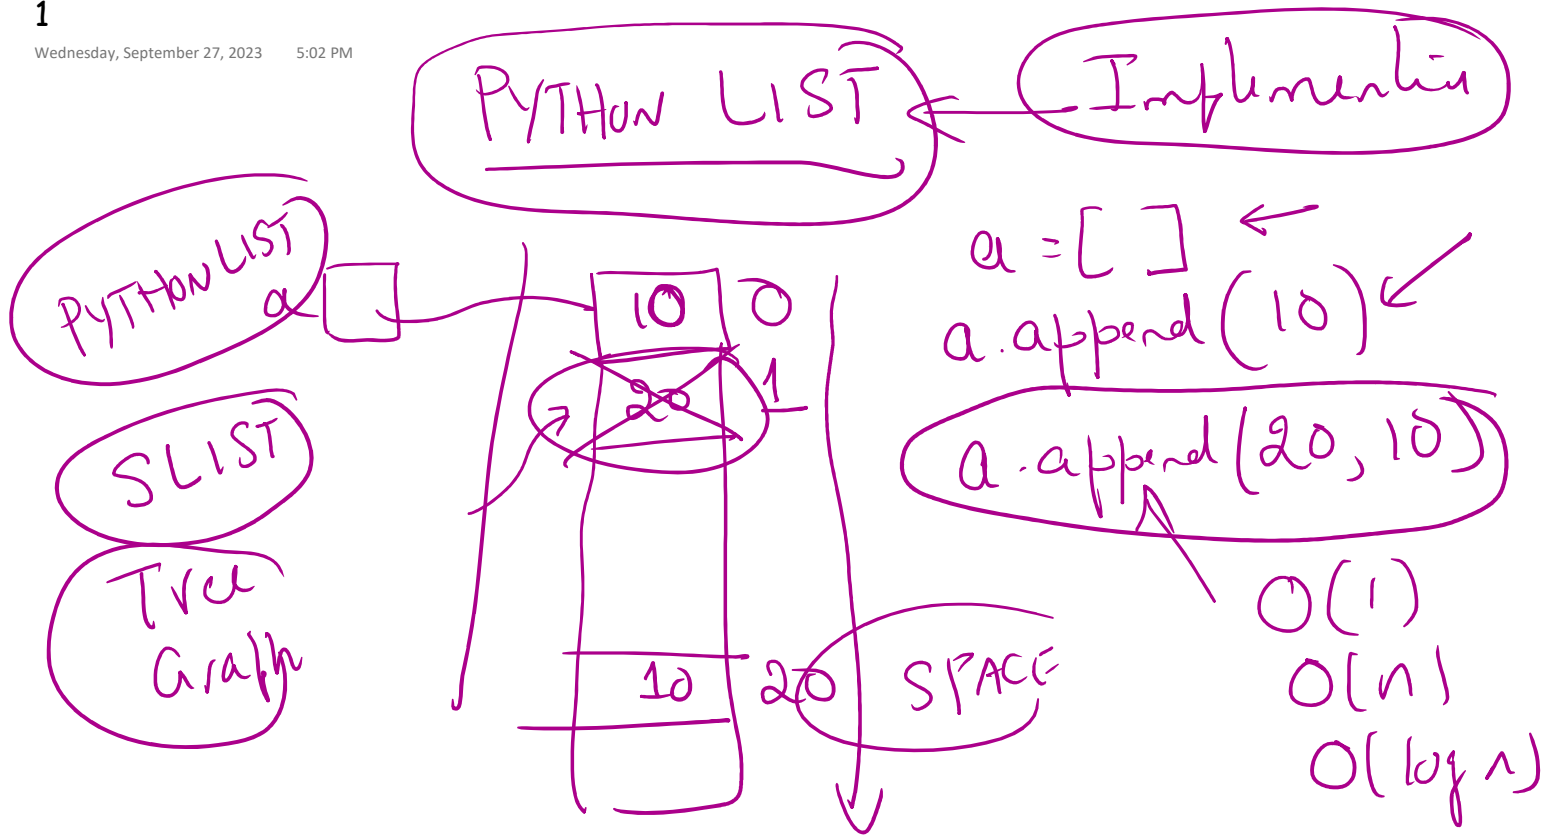 1
Wednesday, September 27, 2023 5:02 PM
PYTHON LIST
PYTHON LIST
a
SLIST
Tree
Graph
10 0
20 1
10 20
SPACE
a = [ ]
a.append(10)
a.append(20, 10)
O(1)
O(n)
O(log n)